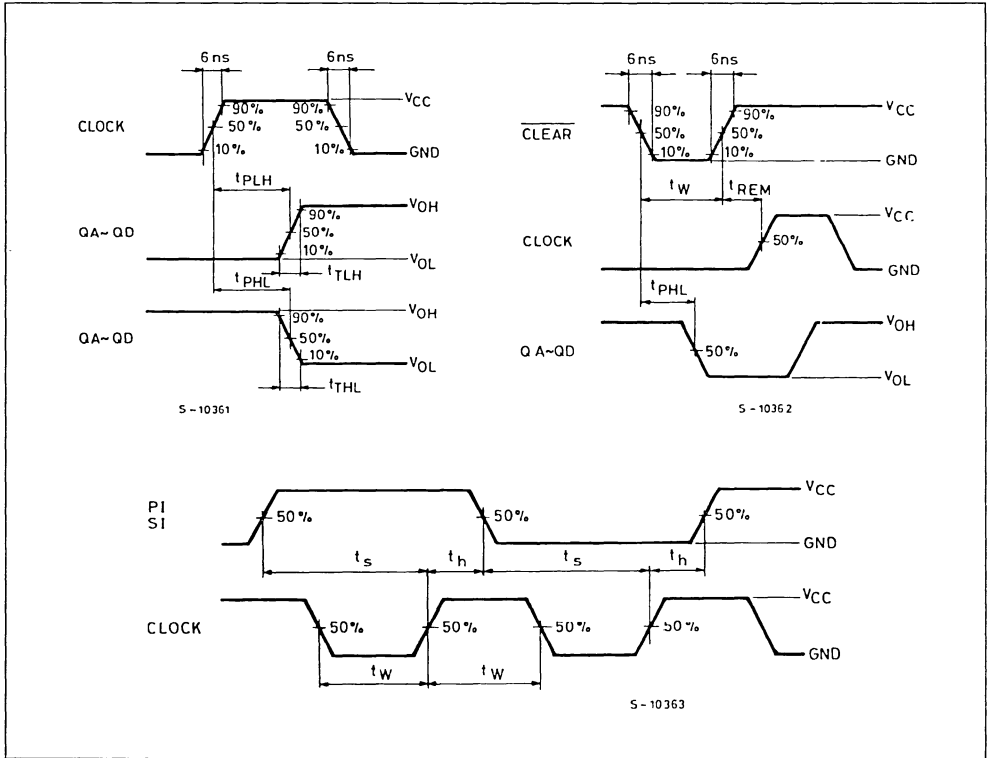 6ns 6ns
90% 90% VCC
CLOCK 50% 50%
10% 10% GND
tPLH
90% VOH
QA~QD 50%
10% VOL
tTLH
tPHL
90% VOH
QA~QD 50%
10% VOL
tTHL
S-10361
6ns 6ns
90% 90% VCC
CLEAR 50% 50%
10% 10% GND
tW tREM
VCC
CLOCK 50%
GND
tPHL
VOH
QA~QD 50%
VOL
S-10362
VCC
PI
SI 50% 50% 50%
GND
ts th ts th
VCC
CLOCK 50% 50% 50% 50%
GND
tW tW
S-10363